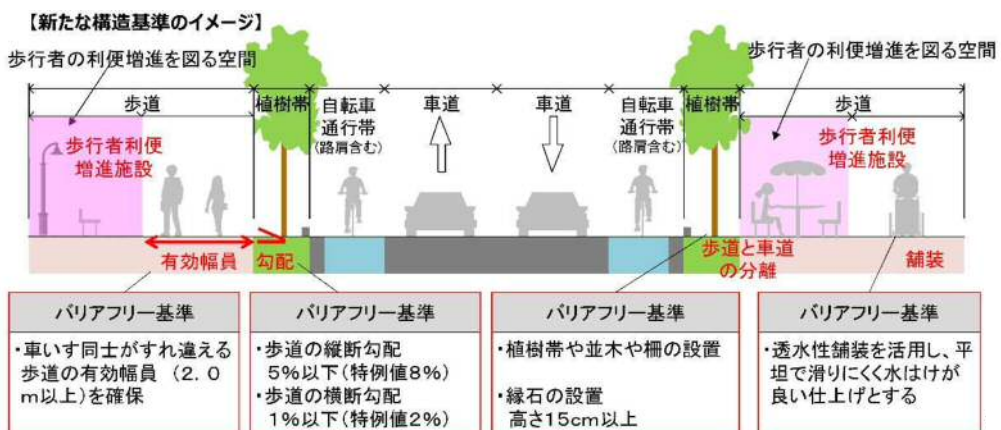 【新たな構造基準のイメージ】
歩行者の利便増進を図る空間
歩行者の利便増進を図る空間
歩道
植樹帯
自転車
通行帯
(路肩含む)
車道
車道
自転車
通行帯
(路肩含む)
植樹帯
歩道
歩行者利便
増進施設
歩行者利便
増進施設
有効幅員
勾配
歩道と車道
の分離
舗装
バリアフリー基準
・車いす同士がすれ違える
歩道の有効幅員 (2.0
m以上)を確保
バリアフリー基準
・歩道の縦断勾配
5%以下(特例値8%)
・歩道の横断勾配
1%以下(特例値2%)
バリアフリー基準
・植樹帯や並木や柵の設置
・縁石の設置
高さ15cm以上
バリアフリー基準
・透水性舗装を活用し、平
坦で滑りにくく水はけが
良い仕上げとする